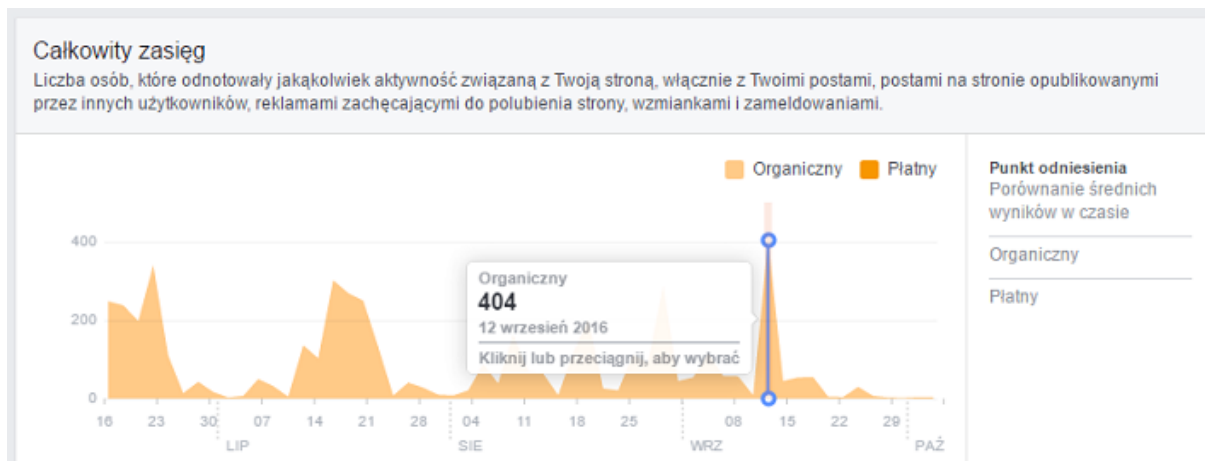 Całkowity zasięg
Liczba osób, które odnotowały jakąkolwiek aktywność związaną z Twoją stroną, włącznie z Twoimi postami, postami na stronie opublikowanymi
przez innych użytkowników, reklamami zachęcającymi do polubienia strony, wzmiankami i zameldowaniami.
Organiczny Płatny
Punkt odniesienia
Porównanie średnich
wyników w czasie
Organiczny
Płatny
400
200
0
Organiczny
404
12 wrzesień 2016
Kliknij lub przeciągnij, aby wybrać
16 23 30 07 14 21 28 04 11 18 25 08 15 22 29
LIP SIE WRZ PAŹ